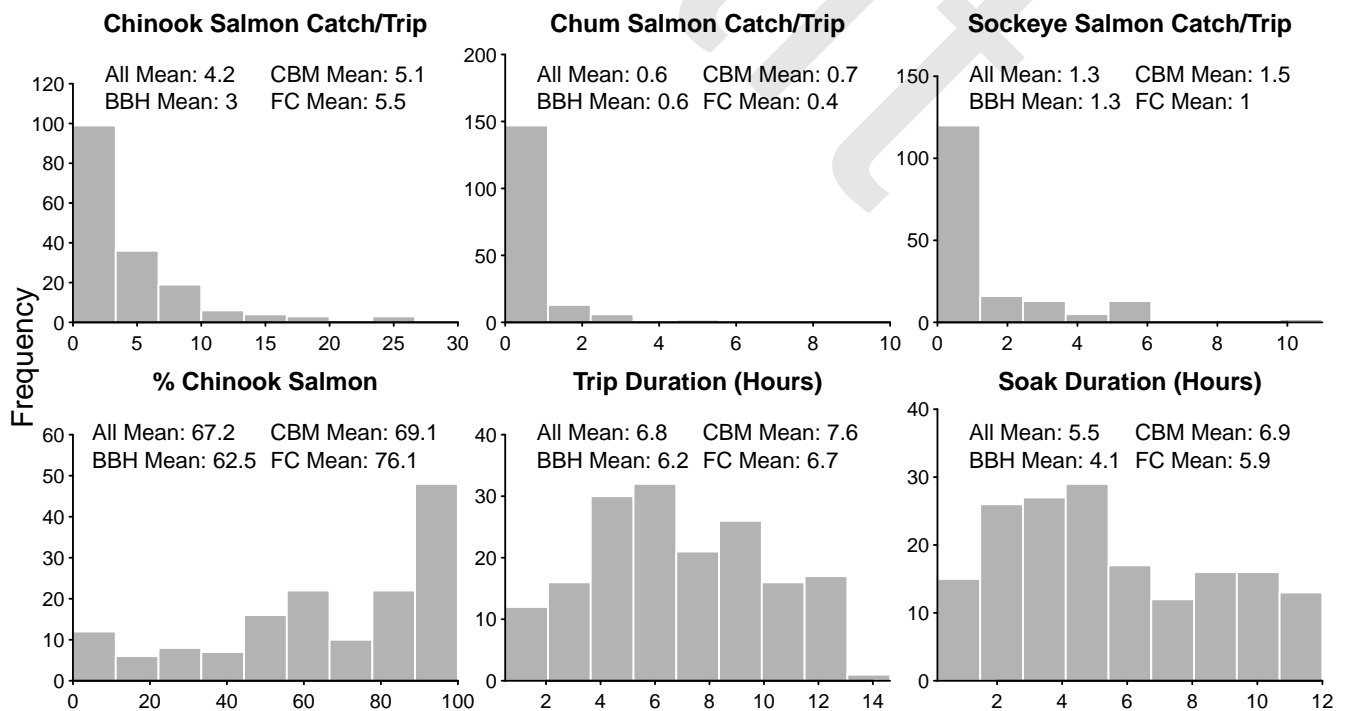 Chinook Salmon Catch/Trip
All Mean: 4.2 CBM Mean: 5.1
BBH Mean: 3 FC Mean: 5.5
120
100
80
60
40
20
0
0 5 10 15 20 25 30
Chum Salmon Catch/Trip
All Mean: 0.6 CBM Mean: 0.7
BBH Mean: 0.6 FC Mean: 0.4
200
150
100
50
0
0 2 4 6 8 10
Sockeye Salmon Catch/Trip
All Mean: 1.3 CBM Mean: 1.5
BBH Mean: 1.3 FC Mean: 1
150
100
50
0
0 2 4 6 8 10
Frequency
% Chinook Salmon
All Mean: 67.2 CBM Mean: 69.1
BBH Mean: 62.5 FC Mean: 76.1
60
50
40
30
20
10
0
0 20 40 60 80 100
Trip Duration (Hours)
All Mean: 6.8 CBM Mean: 7.6
BBH Mean: 6.2 FC Mean: 6.7
40
30
20
10
0
2 4 6 8 10 12 14
Soak Duration (Hours)
All Mean: 5.5 CBM Mean: 6.9
BBH Mean: 4.1 FC Mean: 5.9
40
30
20
10
0
2 4 6 8 10 12